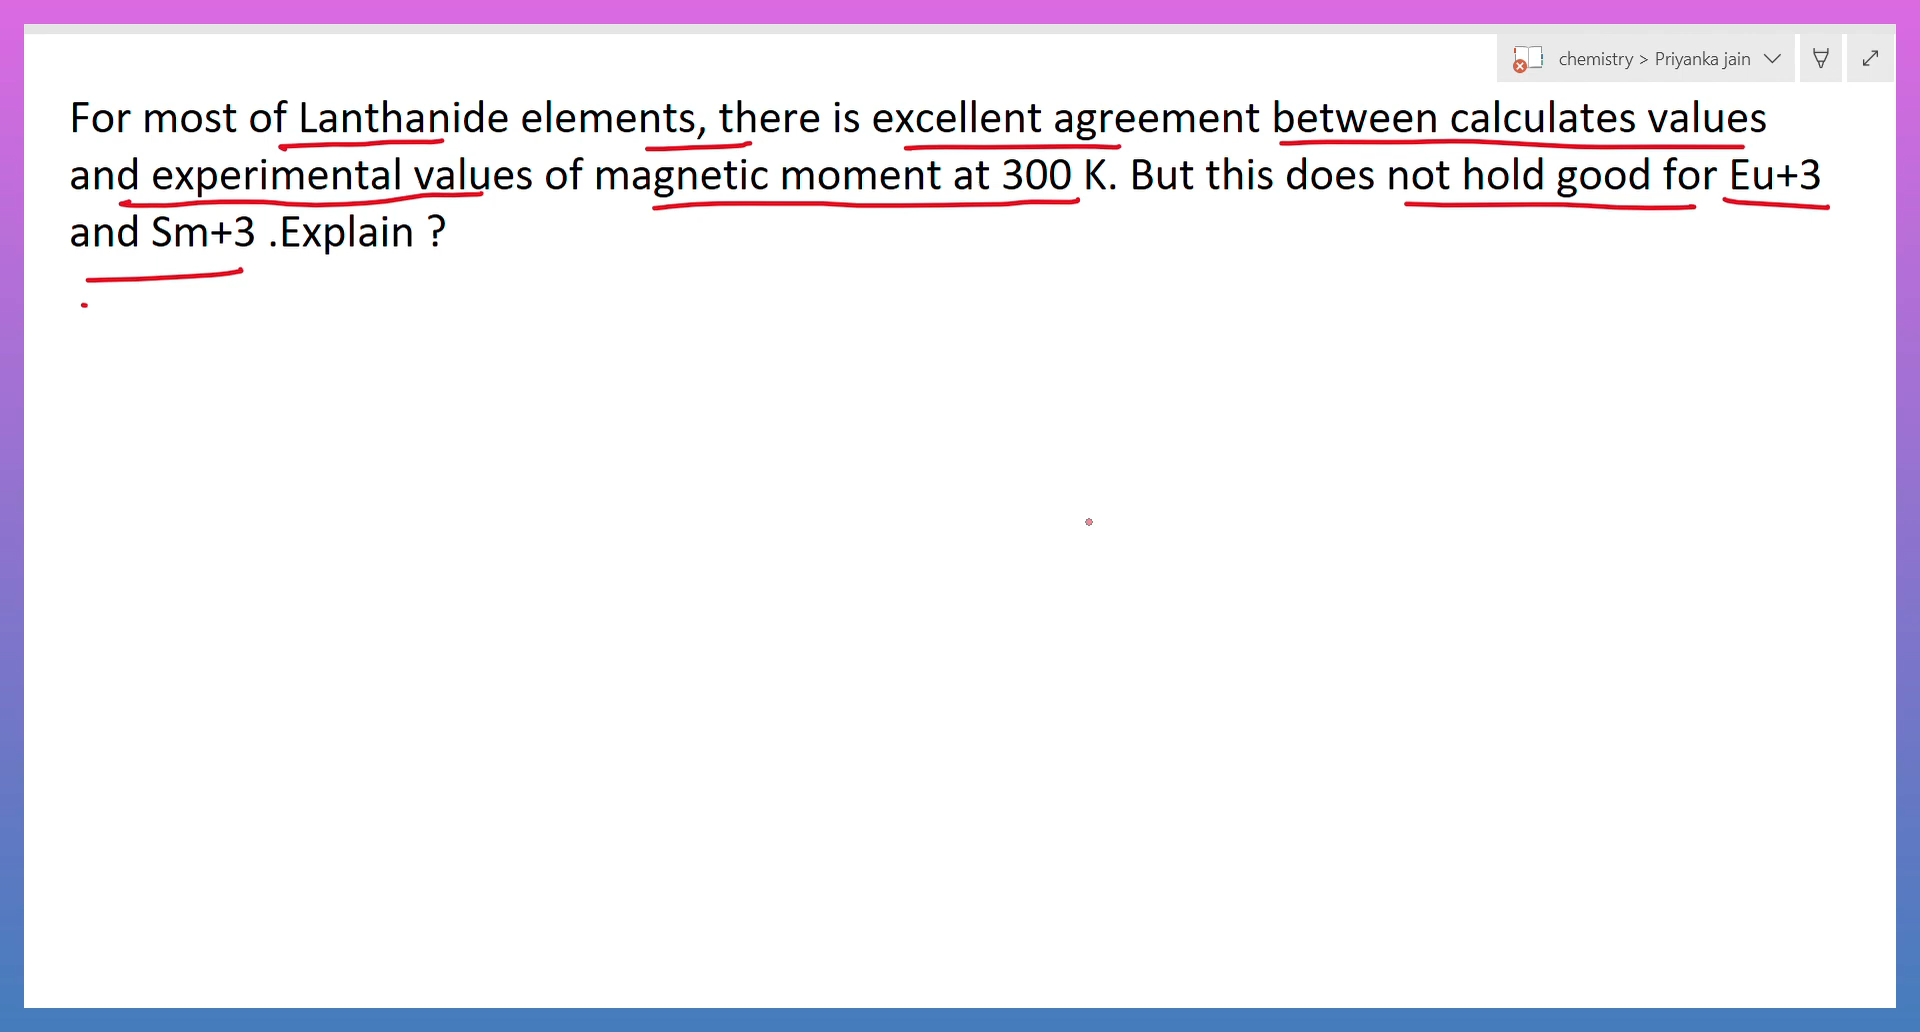 chemistry > Priyanka jain
For most of Lanthanide elements, there is excellent agreement between calculates values
and experimental values of magnetic moment at 300 K. But this does not hold good for Eu+3
and Sm+3 .Explain ?